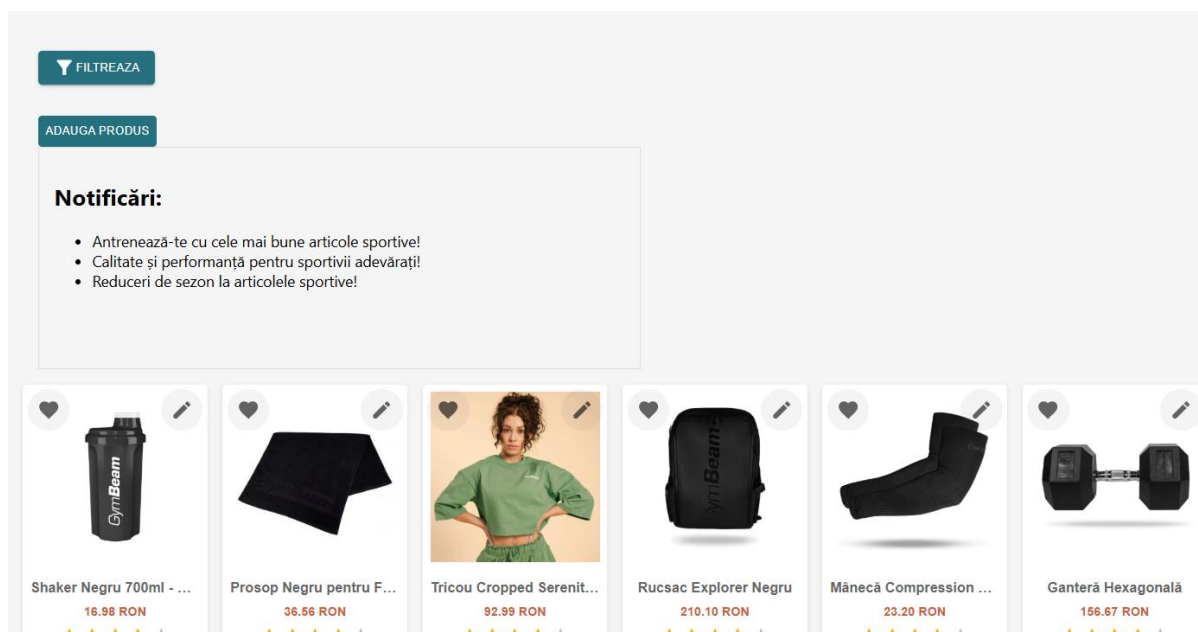 FILTREAZA
ADAUGA PRODUS
Notificări:
Antrenează-te cu cele mai bune articole sportive!
Calitate și performanță pentru sportivii adevărați!
Reduceri de sezon la articolele sportive!
GymBeam
GymBeam
Shaker Negru 700ml - ...
Prosop Negru pentru F...
Tricou Cropped Serenit...
Rucsac Explorer Negru
Mânecă Compression ...
Ganteră Hexagonală
16.98 RON
36.56 RON
92.99 RON
210.10 RON
23.20 RON
156.67 RON